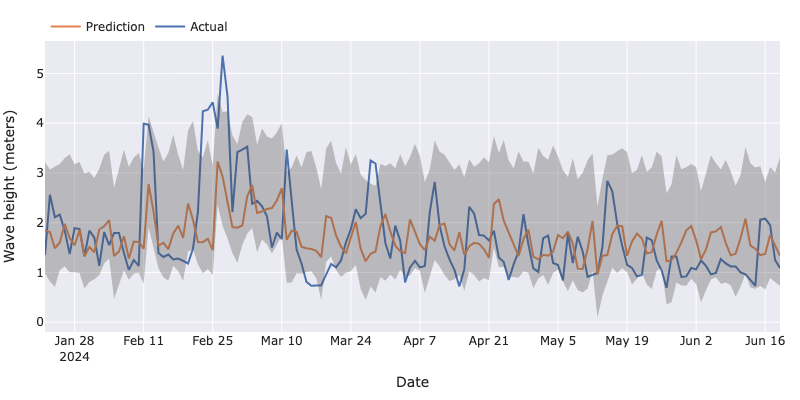 Prediction Actual
Wave height (meters)
5
4
3
2
1
0
Jan 28 Feb 11 Feb 25 Mar 10 Mar 24 Apr 7 Apr 21 May 5 May 19 Jun 2 Jun 16
2024
Date